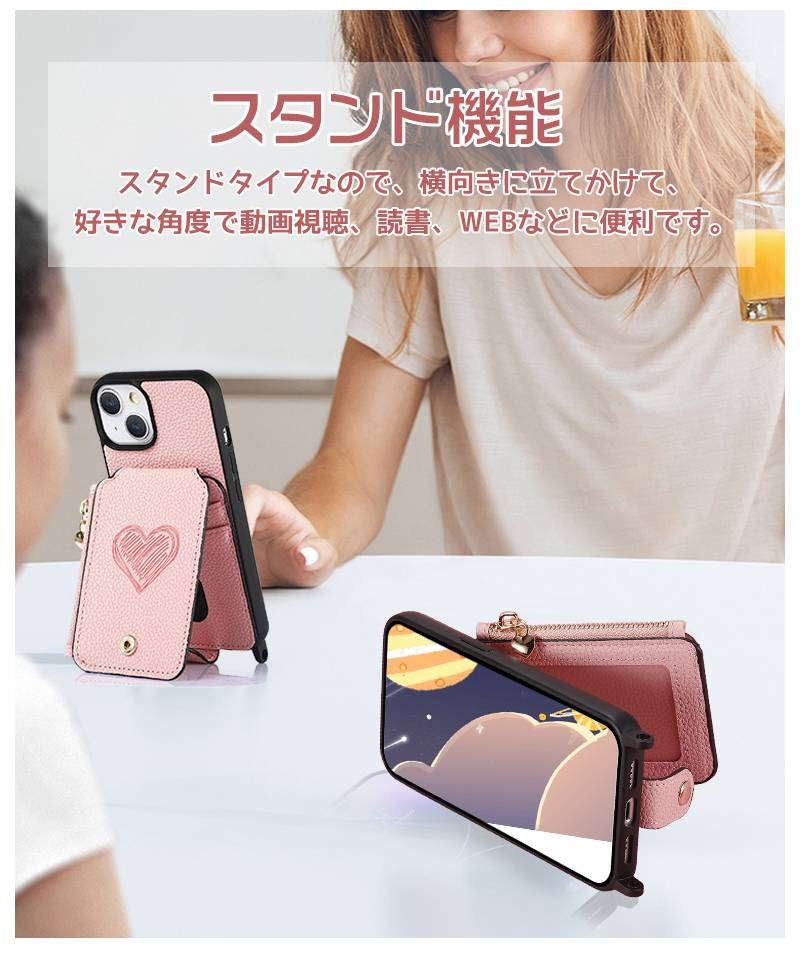 スタンド機能
スタンドタイプなので、横向きに立てかけて、
好きな角度で動画視聴、読書、WEBなどに便利です。